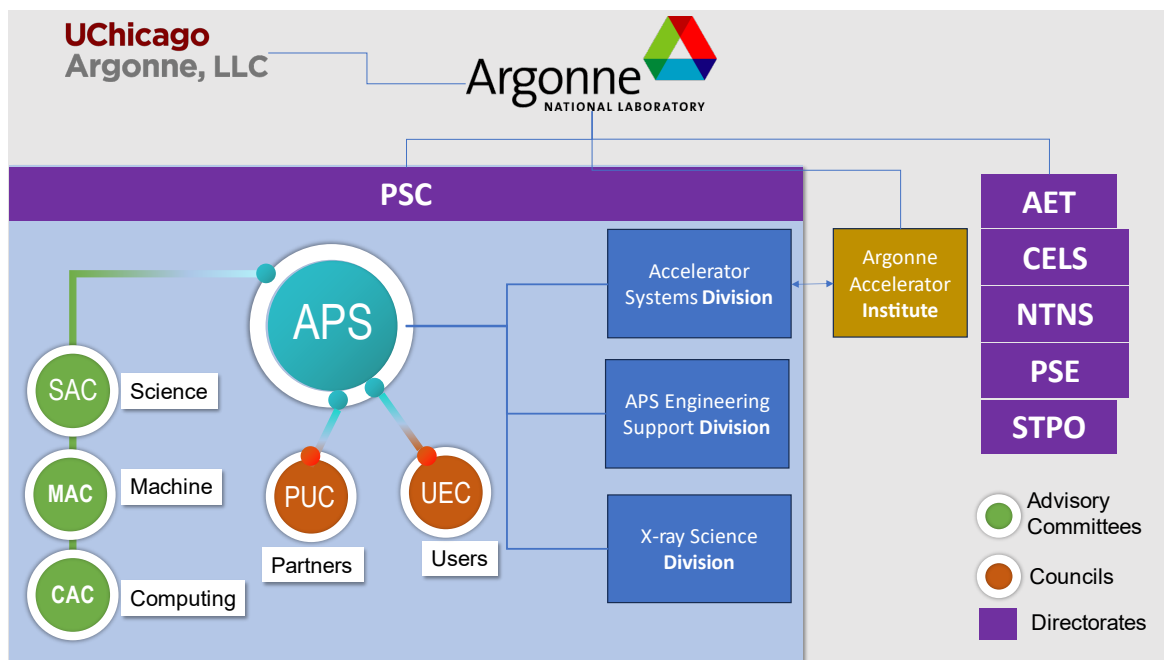 UChicago
Argonne, LLC
Argonne
NATIONAL LABORATORY
PSC
APS
SAC
Science
MAC
Machine
CAC
Computing
PUC
Partners
UEC
Users
Accelerator
Systems Division
APS Engineering
Support Division
X-ray Science
Division
Argonne
Accelerator
Institute
AET
CELS
NTNS
PSE
STPO
Advisory
Committees
Councils
Directorates